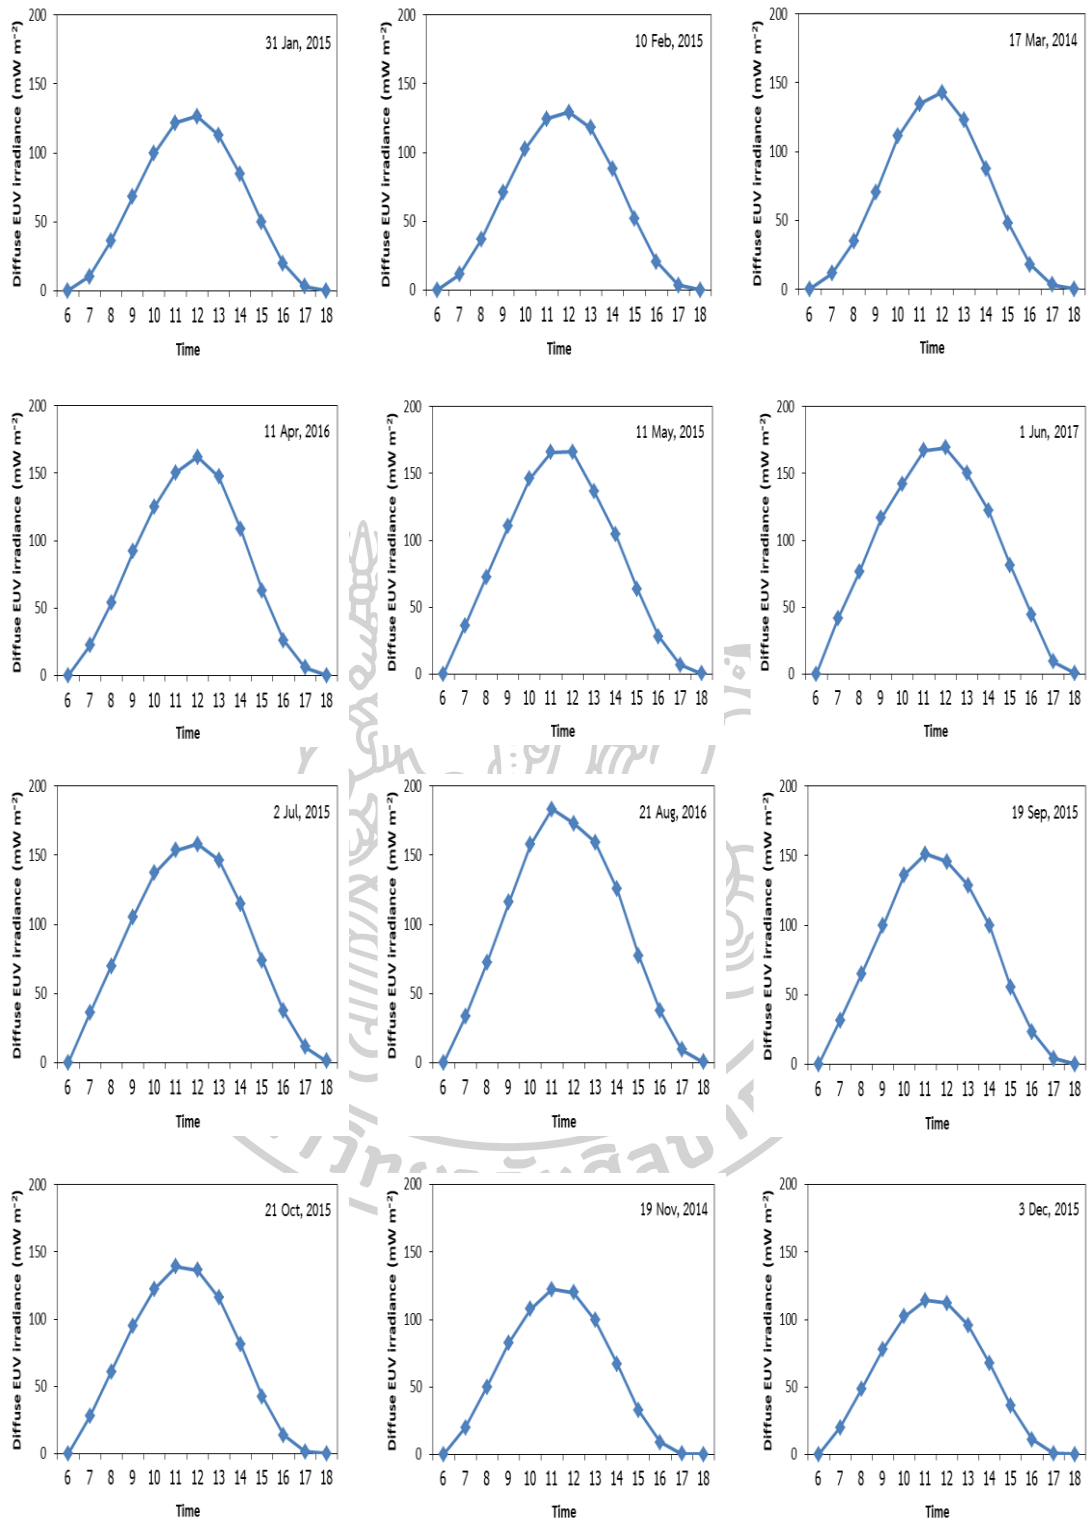 Diffuse EUV irradiance (mW m⁻²)
200
150
100
50
0
31 Jan, 2015
6 7 8 9 10 11 12 13 14 15 16 17 18
Time
Diffuse EUV irradiance (mW m⁻²)
200
150
100
50
0
10 Feb, 2015
6 7 8 9 10 11 12 13 14 15 16 17 18
Time
Diffuse EUV irradiance (mW m⁻²)
200
150
100
50
0
17 Mar, 2014
6 7 8 9 10 11 12 13 14 15 16 17 18
Time
Diffuse EUV irradiance (mW m⁻²)
200
150
100
50
0
11 Apr, 2016
6 7 8 9 10 11 12 13 14 15 16 17 18
Time
Diffuse EUV irradiance (mW m⁻²)
200
150
100
50
0
11 May, 2015
6 7 8 9 10 11 12 13 14 15 16 17 18
Time
Diffuse EUV irradiance (mW m⁻²)
200
150
100
50
0
1 Jun, 2017
6 7 8 9 10 11 12 13 14 15 16 17 18
Time
Diffuse EUV irradiance (mW m⁻²)
200
150
100
50
0
2 Jul, 2015
6 7 8 9 10 11 12 13 14 15 16 17 18
Time
Diffuse EUV irradiance (mW m⁻²)
200
150
100
50
0
21 Aug, 2016
6 7 8 9 10 11 12 13 14 15 16 17 18
Time
Diffuse EUV irradiance (mW m⁻²)
200
150
100
50
0
19 Sep, 2015
6 7 8 9 10 11 12 13 14 15 16 17 18
Time
Diffuse EUV irradiance (mW m⁻²)
200
150
100
50
0
21 Oct, 2015
6 7 8 9 10 11 12 13 14 15 16 17 18
Time
Diffuse EUV irradiance (mW m⁻²)
200
150
100
50
0
19 Nov, 2014
6 7 8 9 10 11 12 13 14 15 16 17 18
Time
Diffuse EUV irradiance (mW m⁻²)
200
150
100
50
0
3 Dec, 2015
6 7 8 9 10 11 12 13 14 15 16 17 18
Time